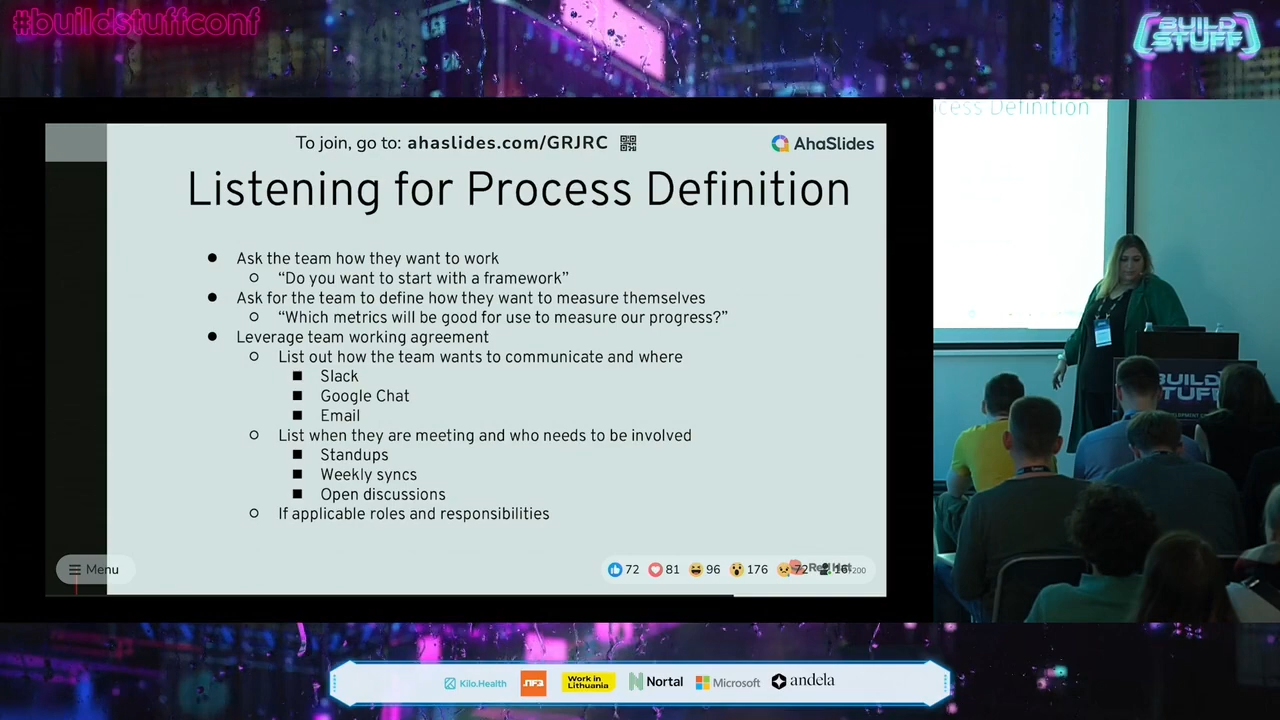 #buildstuffconf
BUILD
STUFF
To join, go to: ahaslides.com/GRJRC
AhaSlides
Listening for Process Definition
● Ask the team how they want to work
○ “Do you want to start with a framework”
● Ask for the team to define how they want to measure themselves
○ “Which metrics will be good for use to measure our progress?”
● Leverage team working agreement
○ List out how the team wants to communicate and where
■ Slack
■ Google Chat
■ Email
○ List when they are meeting and who needs to be involved
■ Standups
■ Weekly syncs
■ Open discussions
○ If applicable roles and responsibilities
Menu
72 81 96 176 72 Red Hat /200
cess Definition
BUILD
STUFF
Kilo.Health
Work in
Lithuania
Nortal
Microsoft
andela